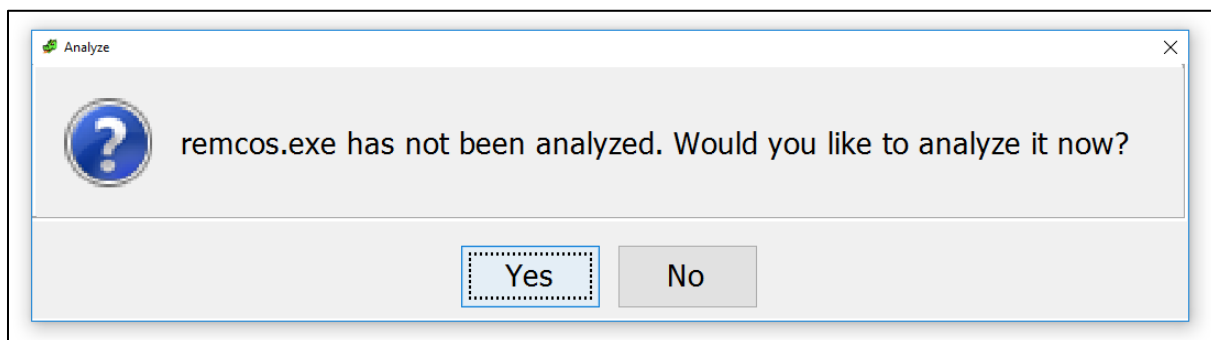 Analyze
remcos.exe has not been analyzed. Would you like to analyze it now?
Yes
No